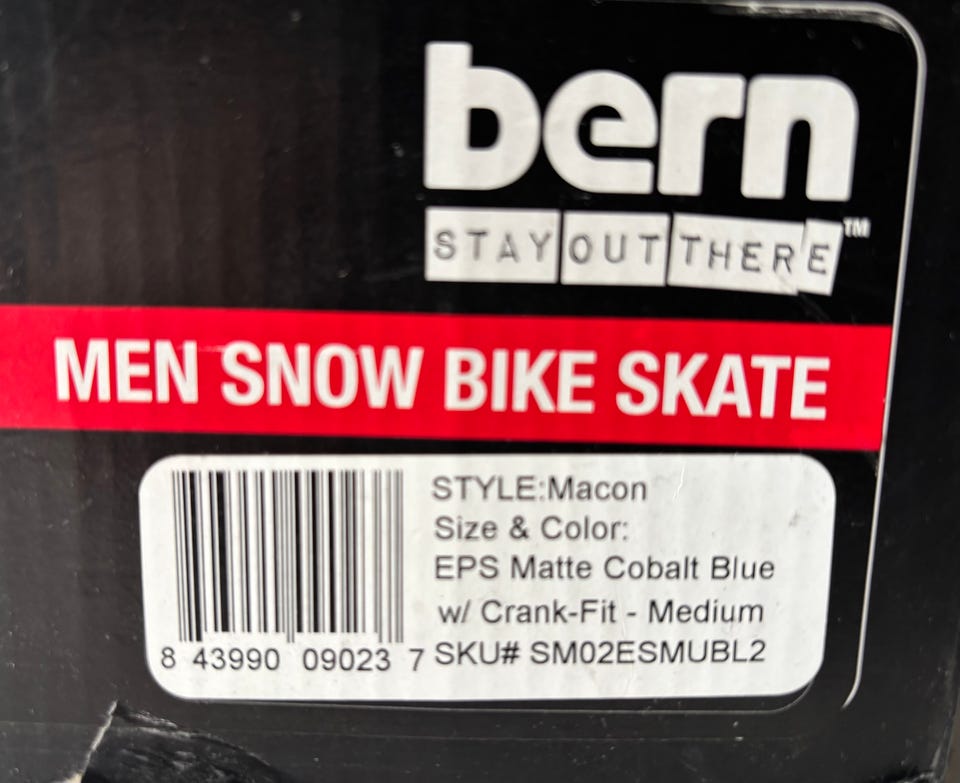 bern
STAY OUT THERE™
MEN SNOW BIKE SKATE
STYLE:Macon
Size & Color:
EPS Matte Cobalt Blue
w/ Crank-Fit - Medium
SKU# SM02ESMUBL2
8 43990 09023 7